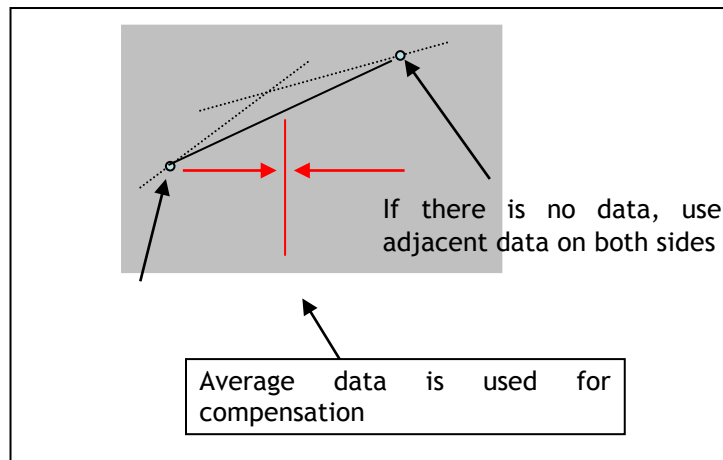 If there is no data, use
adjacent data on both sides
Average data is used for
compensation